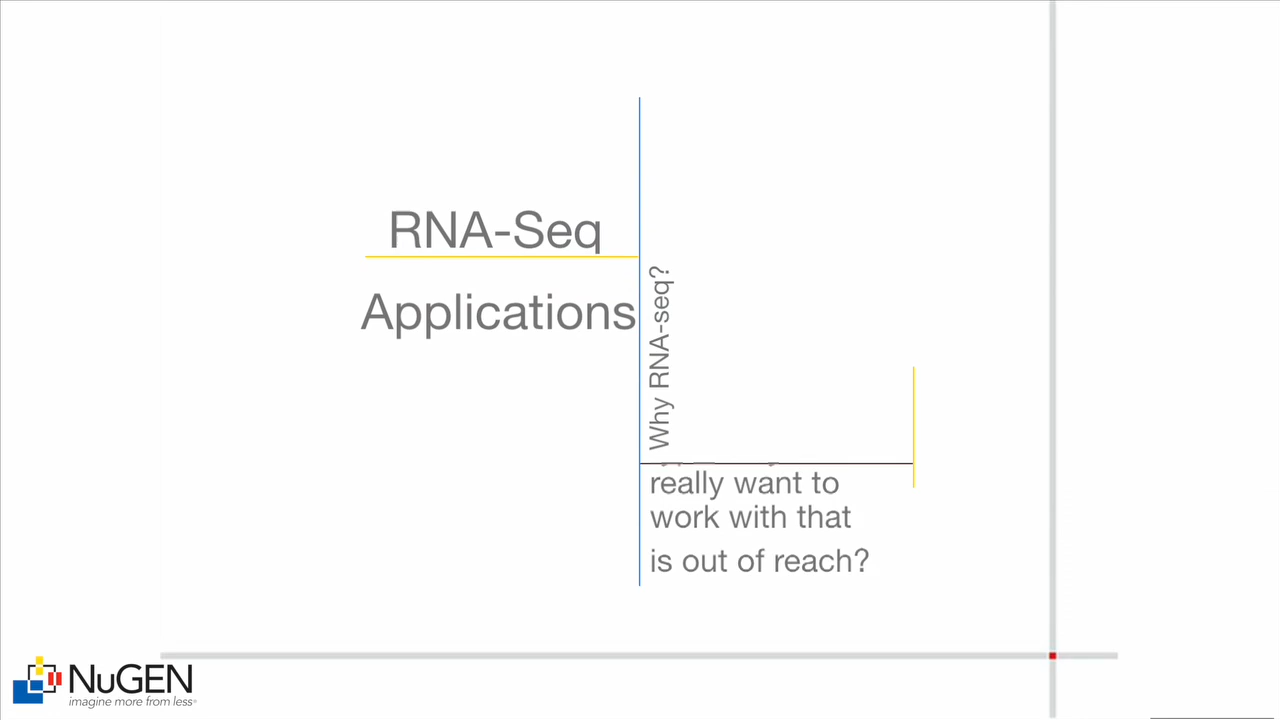 RNA-Seq
Applications
Why RNA-seq?
really want to
work with that
is out of reach?
NuGEN
imagine more from less